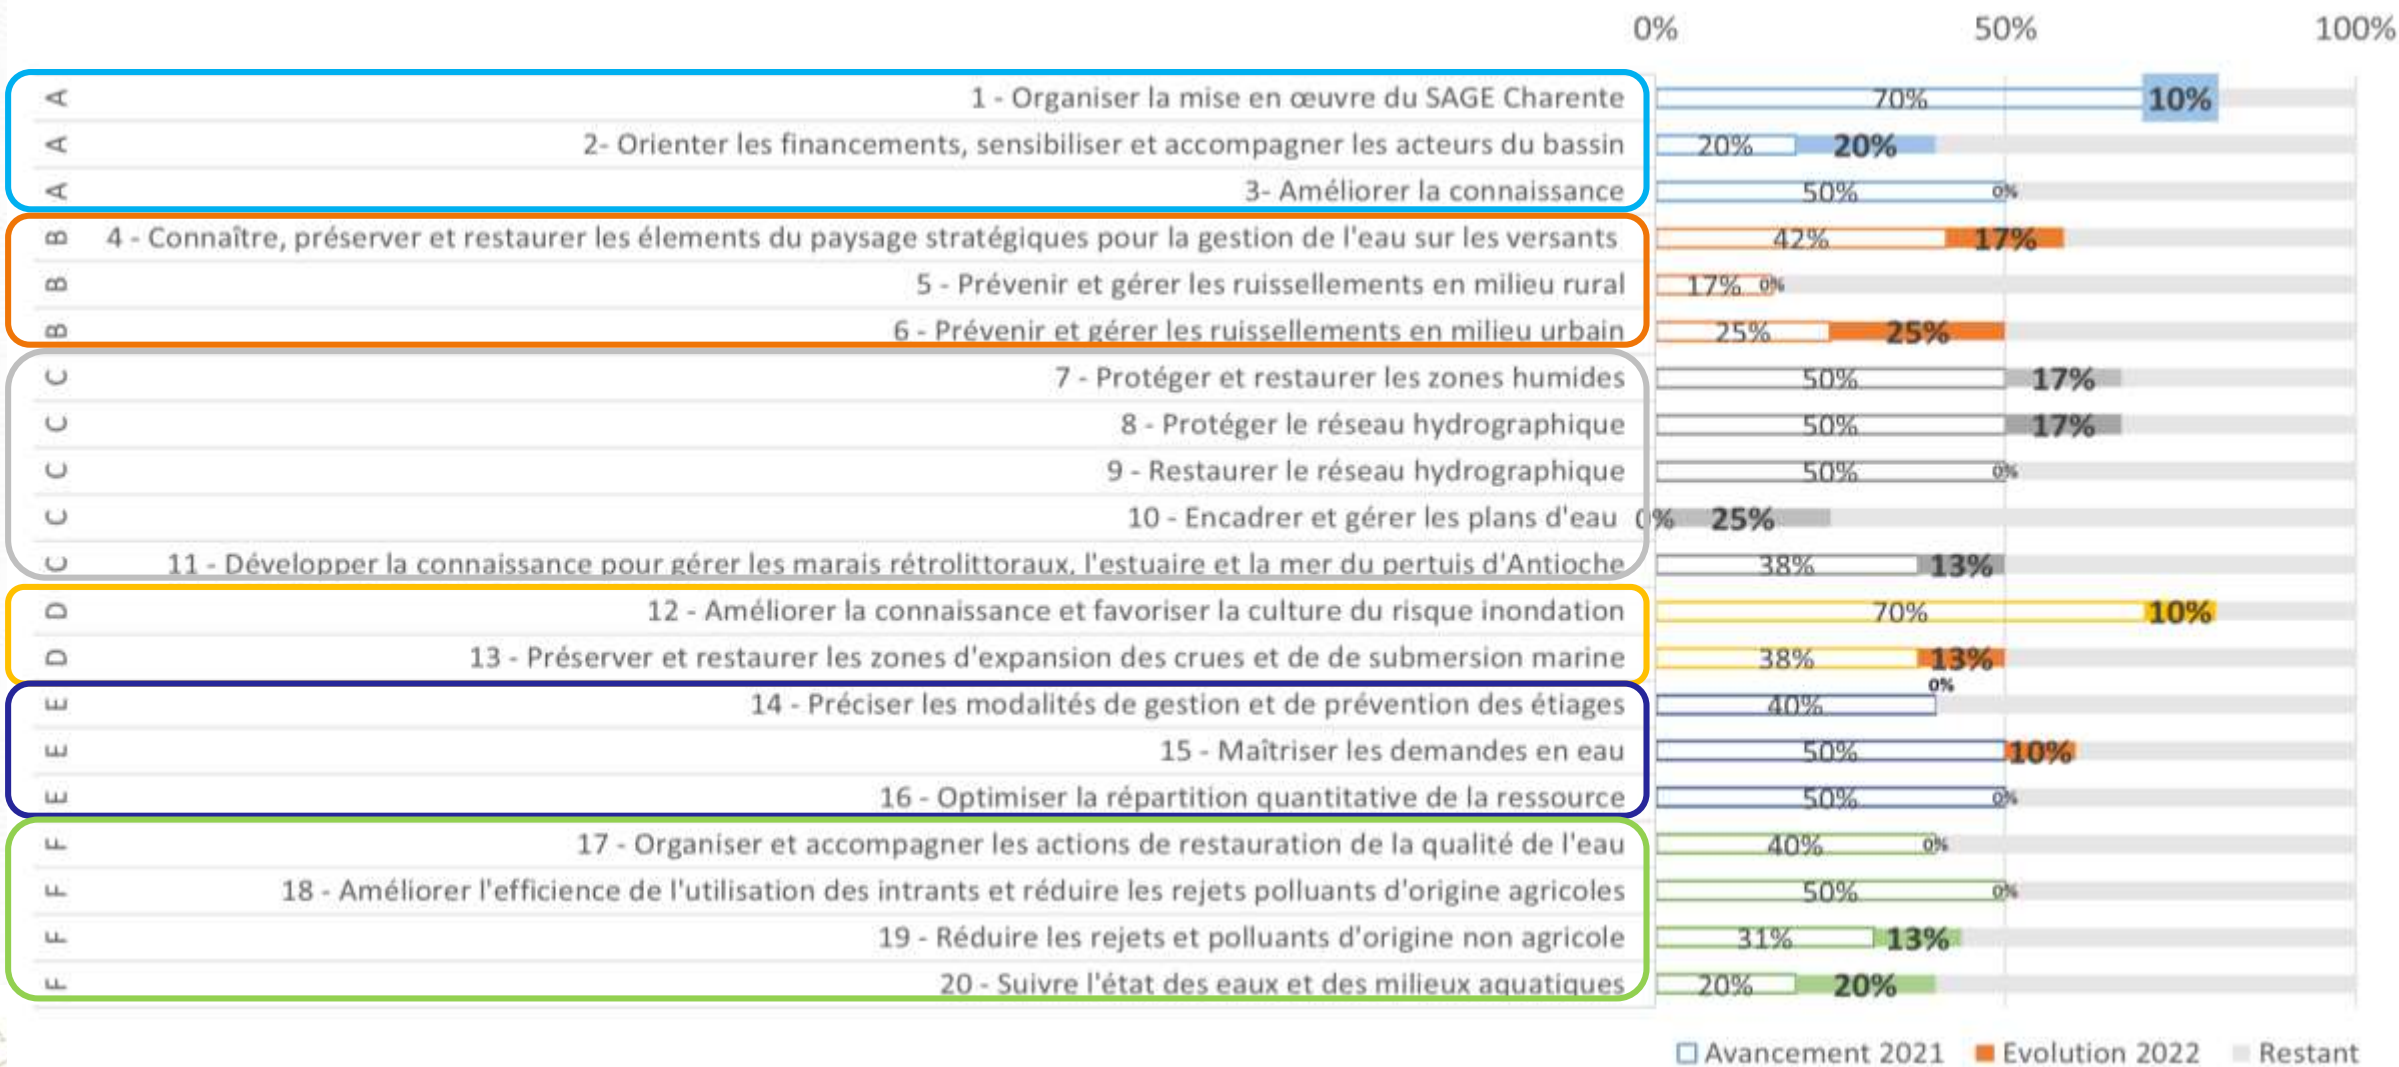 0% 50% 100%
A 1 - Organiser la mise en œuvre du SAGE Charente 70% 10%
A 2- Orienter les financements, sensibiliser et accompagner les acteurs du bassin 20% 20%
A 3- Améliorer la connaissance 50% 0%
B 4 - Connaître, préserver et restaurer les élements du paysage stratégiques pour la gestion de l'eau sur les versants 42% 17%
B 5 - Prévenir et gérer les ruissellements en milieu rural 17% 0%
B 6 - Prévenir et gérer les ruissellements en milieu urbain 25% 25%
C 7 - Protéger et restaurer les zones humides 50% 17%
C 8 - Protéger le réseau hydrographique 50% 17%
C 9 - Restaurer le réseau hydrographique 50% 0%
C 10 - Encadrer et gérer les plans d'eau 0% 25%
C 11 - Développer la connaissance pour gérer les marais rétrolittoraux, l'estuaire et la mer du pertuis d'Antioche 38% 13%
D 12 - Améliorer la connaissance et favoriser la culture du risque inondation 70% 10%
D 13 - Préserver et restaurer les zones d'expansion des crues et de de submersion marine 38% 13%
E 14 - Préciser les modalités de gestion et de prévention des étiages 40% 0%
E 15 - Maîtriser les demandes en eau 50% 10%
E 16 - Optimiser la répartition quantitative de la ressource 50% 0%
F 17 - Organiser et accompagner les actions de restauration de la qualité de l'eau 40% 0%
F 18 - Améliorer l'efficience de l'utilisation des intrants et réduire les rejets polluants d'origine agricoles 50% 0%
F 19 - Réduire les rejets et polluants d'origine non agricole 31% 13%
F 20 - Suivre l'état des eaux et des milieux aquatiques 20% 20%
Avancement 2021 Evolution 2022 Restant